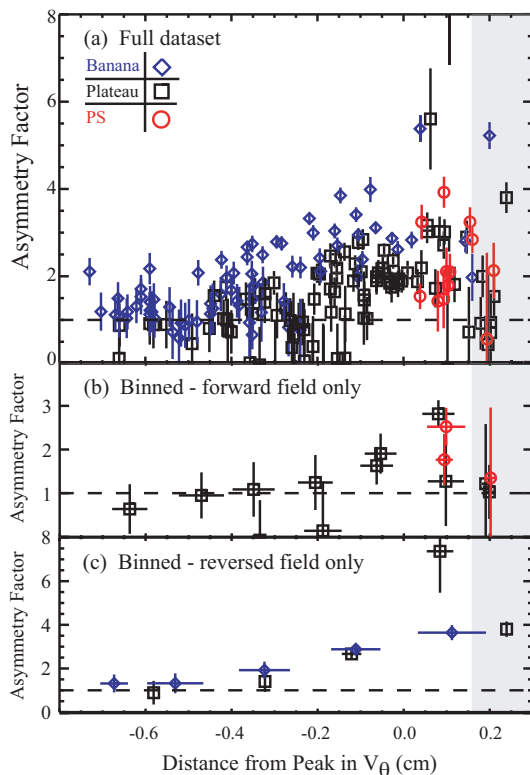 8
(a) Full dataset
Banana
Plateau
PS
6
4
2
1
0
Asymmetry Factor
(b) Binned - forward field only
3
2
1
8
Asymmetry Factor
(c) Binned - reversed field only
6
4
2
0
Asymmetry Factor
-0.6 -0.4 -0.2 0.0 0.2
Distance from Peak in Vθ (cm)